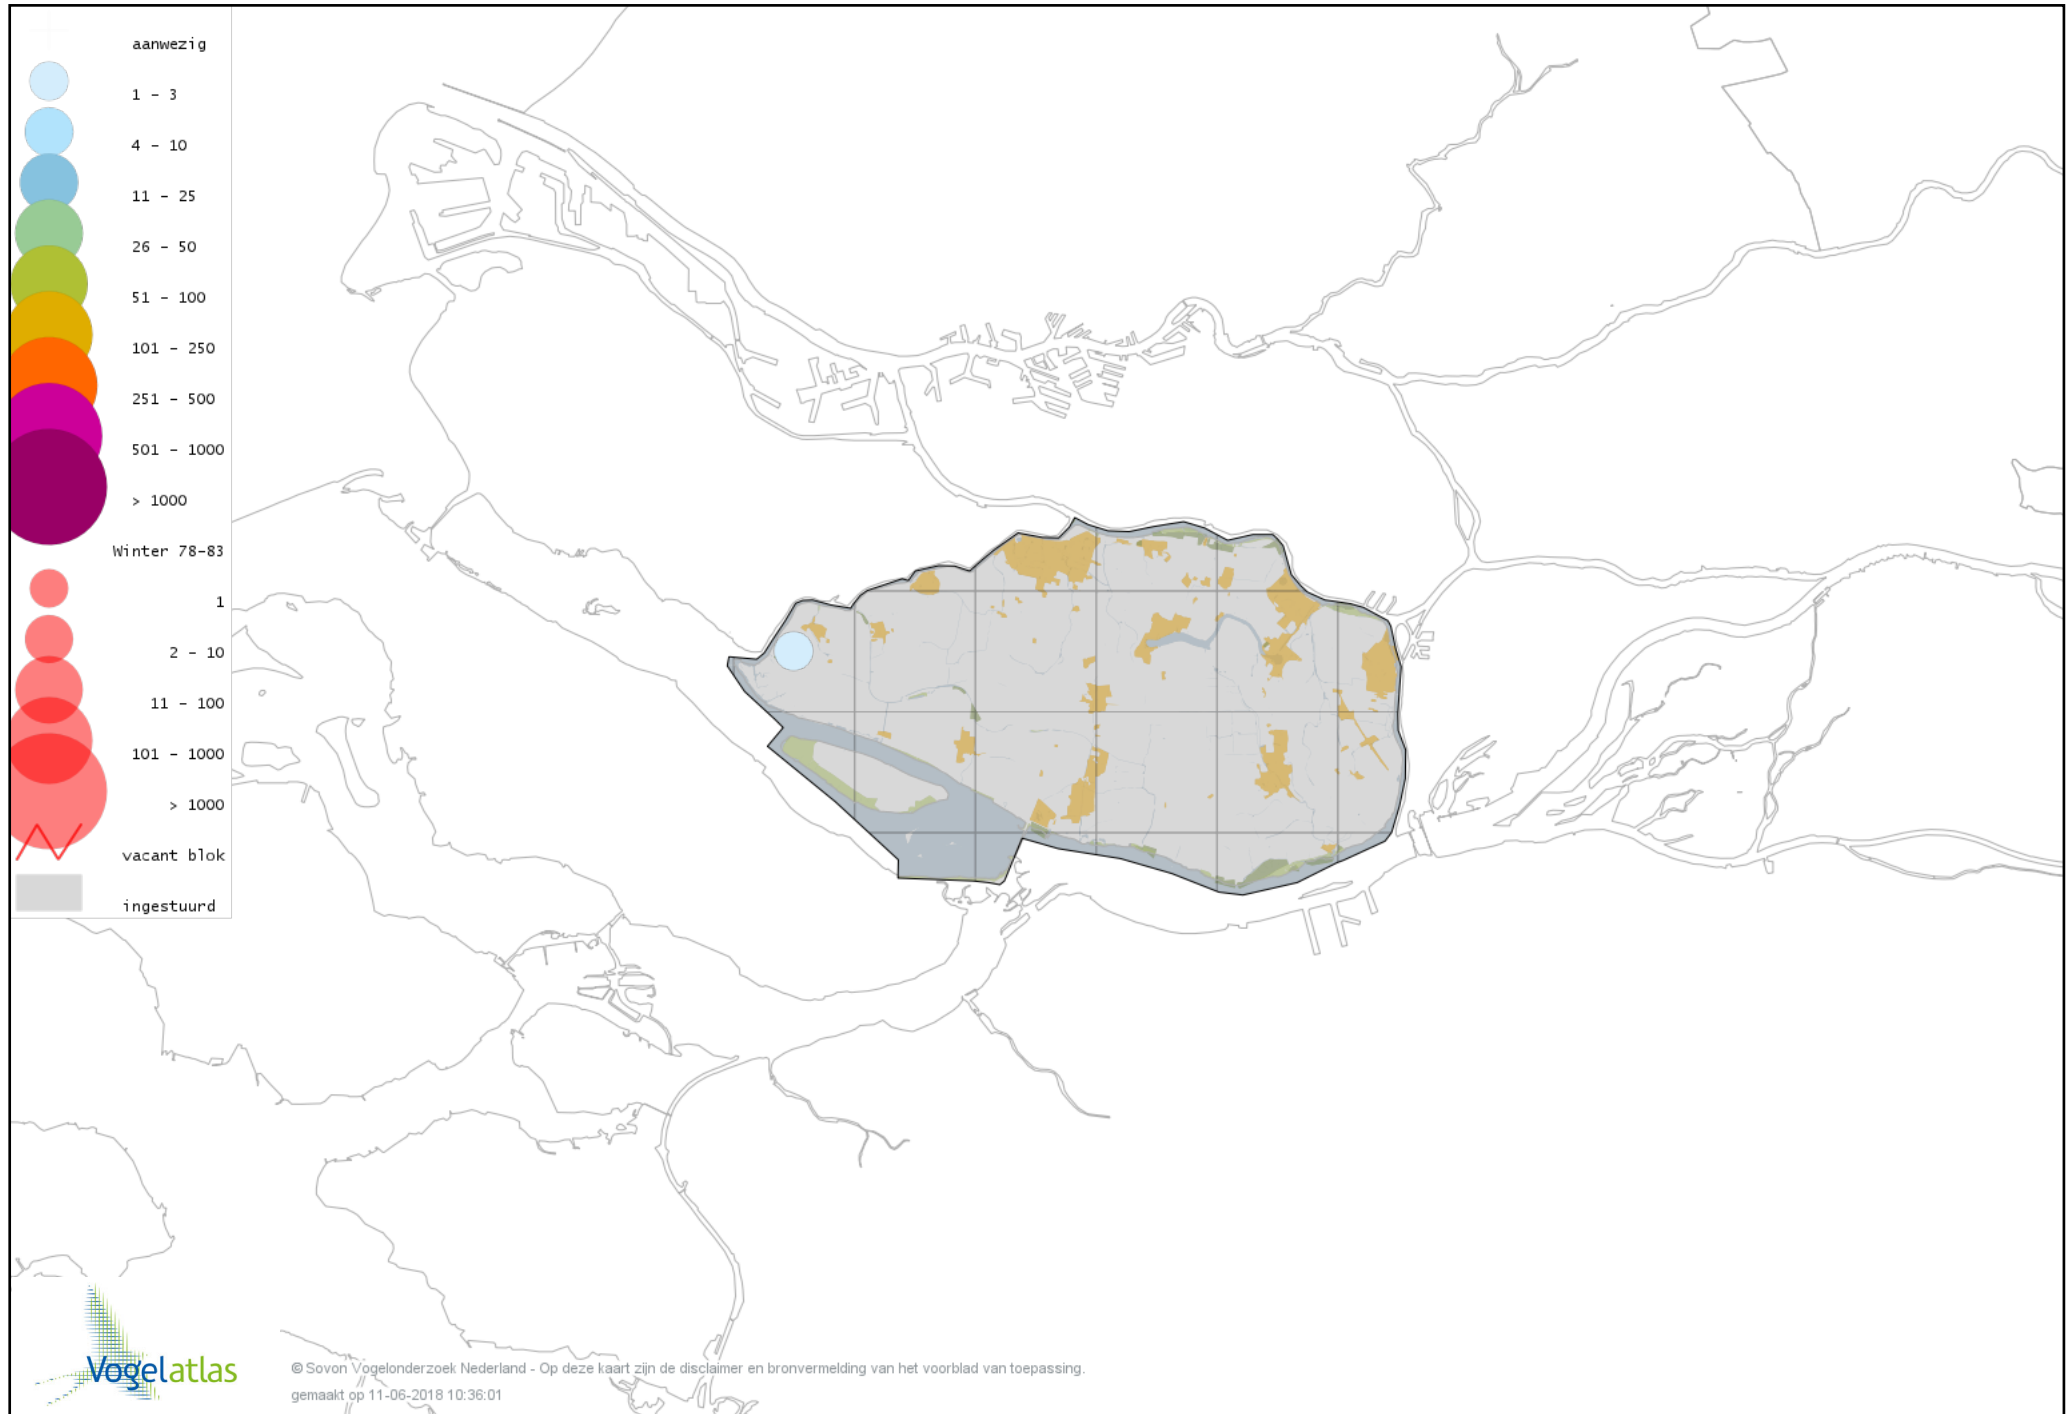 aanwezig
1 - 3
4 - 10
11 - 25
26 - 50
51 - 100
101 - 250
251 - 500
501 - 1000
> 1000
Winter 78-83
1
2 - 10
11 - 100
101 - 1000
> 1000
vacant blok
ingestuurd
Vogelatlas
© Sovon Vogelonderzoek Nederland - Op deze kaart zijn de disclaimer en bronvermelding van het voorblad van toepassing.
gemaakt op 11-06-2018 10:36:01